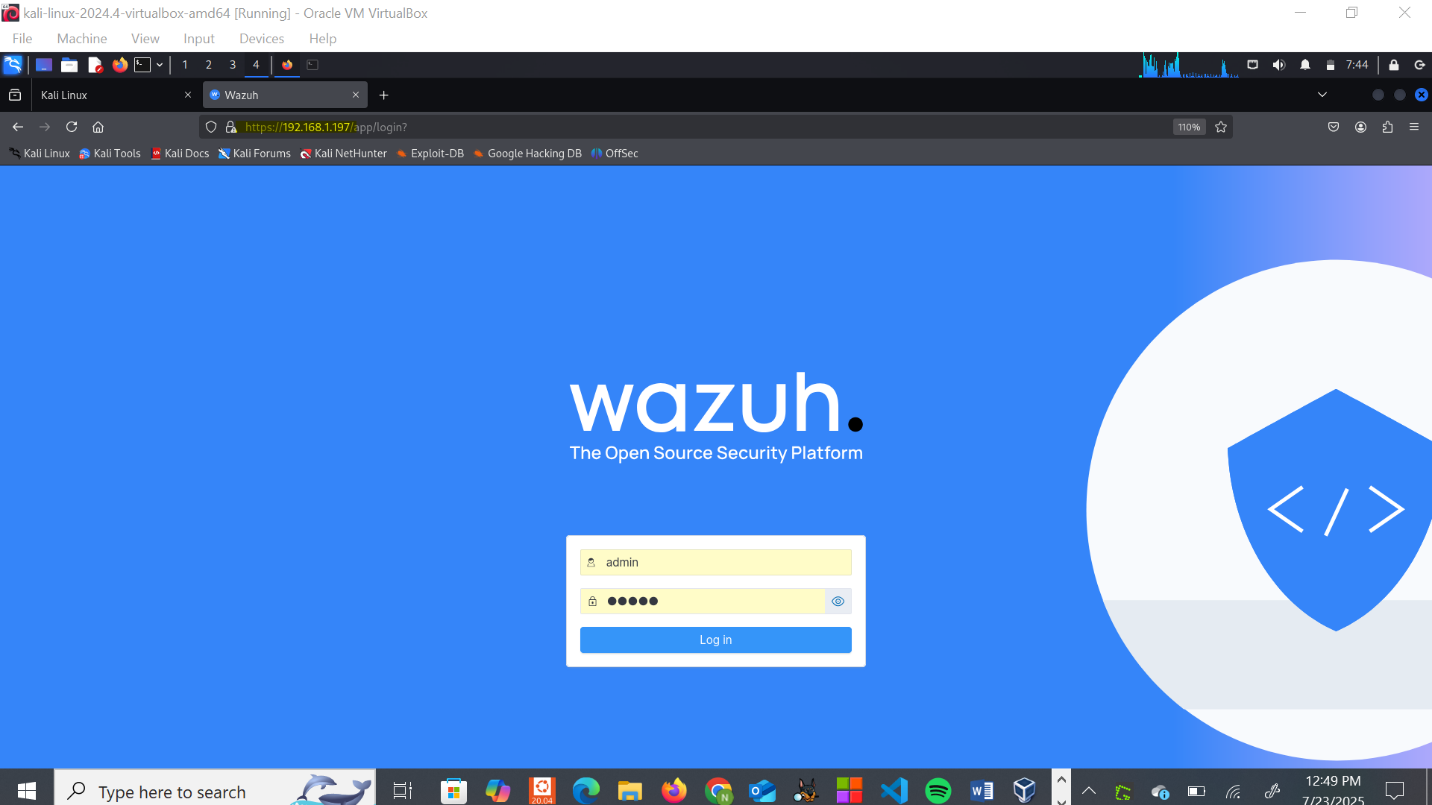 kali-linux-2024.4-virtualbox-amd64 [Running] - Oracle VM VirtualBox
File Machine View Input Devices Help
1 2 3 4 7:44
Kali Linux Wazuh
https://192.168.1.197/app/login? 110%
Kali Linux Kali Tools Kali Docs Kali Forums Kali NetHunter Exploit-DB Google Hacking DB OffSec
wazuh.
The Open Source Security Platform
</>
admin
Log in
Type here to search
20.04
N
12:49 PM
7/23/2025